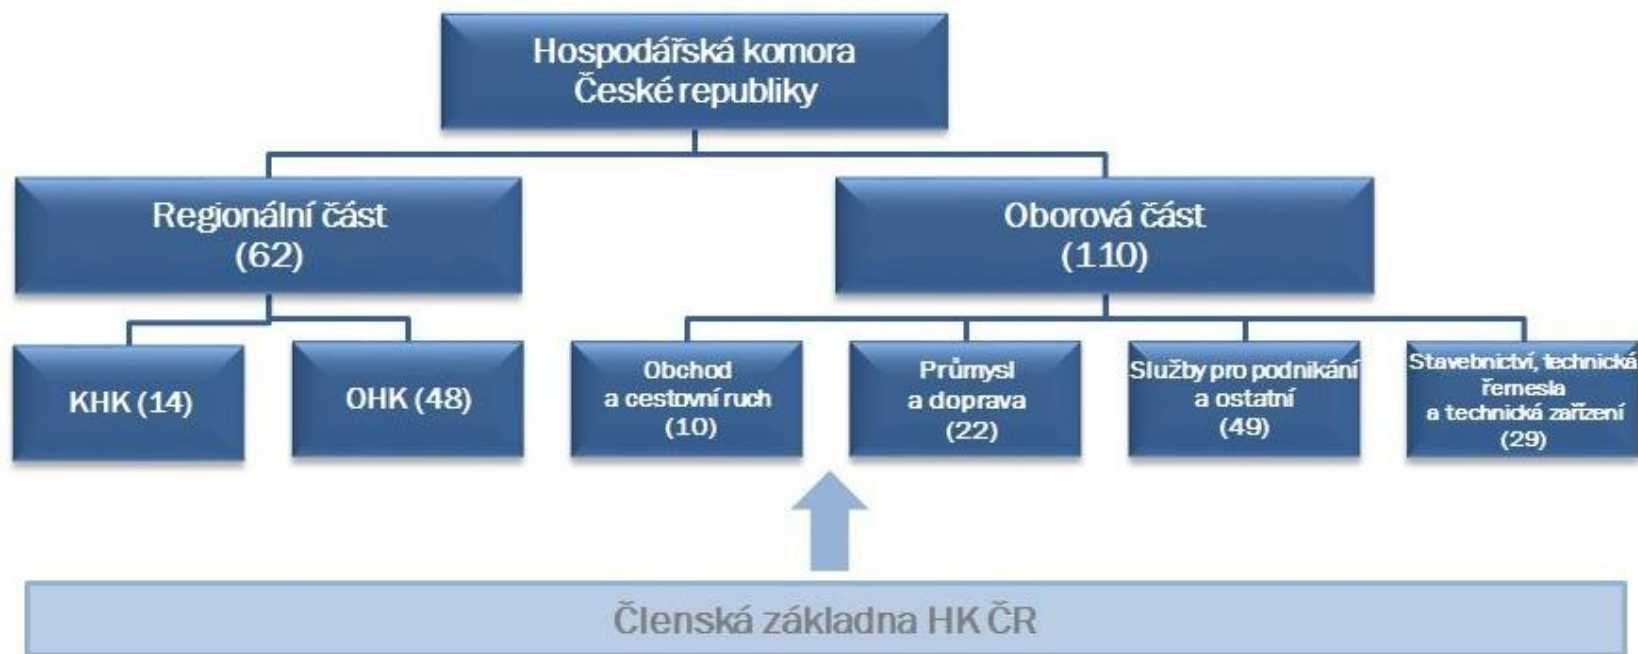 Hospodářská komora
České republiky
Regionální část
(62)
Oborová část
(110)
KHK (14)
OHK (48)
Obchod
a cestovní ruch
(10)
Průmysl
a doprava
(22)
Služby pro podnikání
a ostatní
(49)
Stavebnictví, technická
řemesla
a technická zařízení
(29)
Členská základna HK ČR